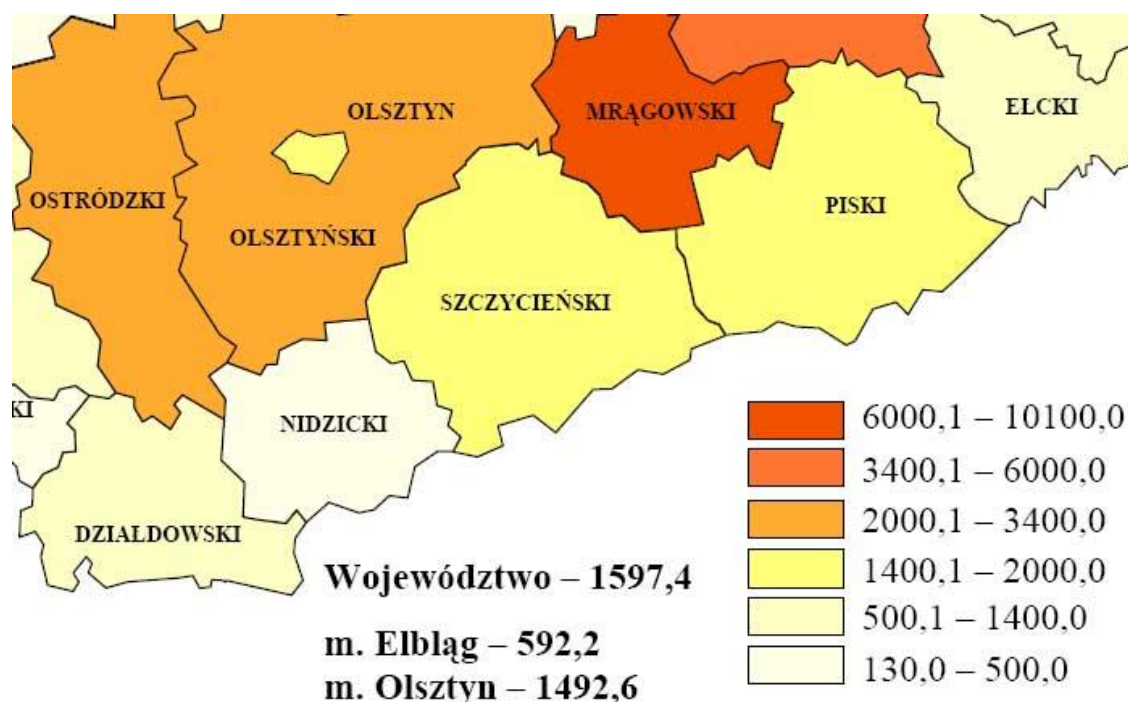 OLSZTYN
MRĄGOWSKI
EŁCKI
OSTRÓDZKI
PISKI
OLSZTYŃSKI
SZCZYCIEŃSKI
KI
NIDZICKI
DZIAŁDOWSKI
6000,1 – 10100,0
3400,1 – 6000,0
2000,1 – 3400,0
1400,1 – 2000,0
500,1 – 1400,0
130,0 – 500,0
Województwo – 1597,4
m. Elbląg – 592,2
m. Olsztyn – 1492,6